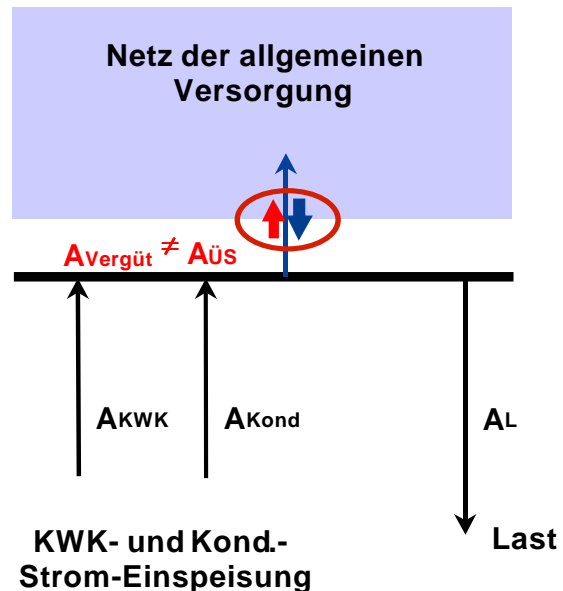 Netz der allgemeinen
Versorgung
AVergüt ≠ AÜS
AKWK
AKond
AL
KWK- und Kond.-
Strom-Einspeisung
Last